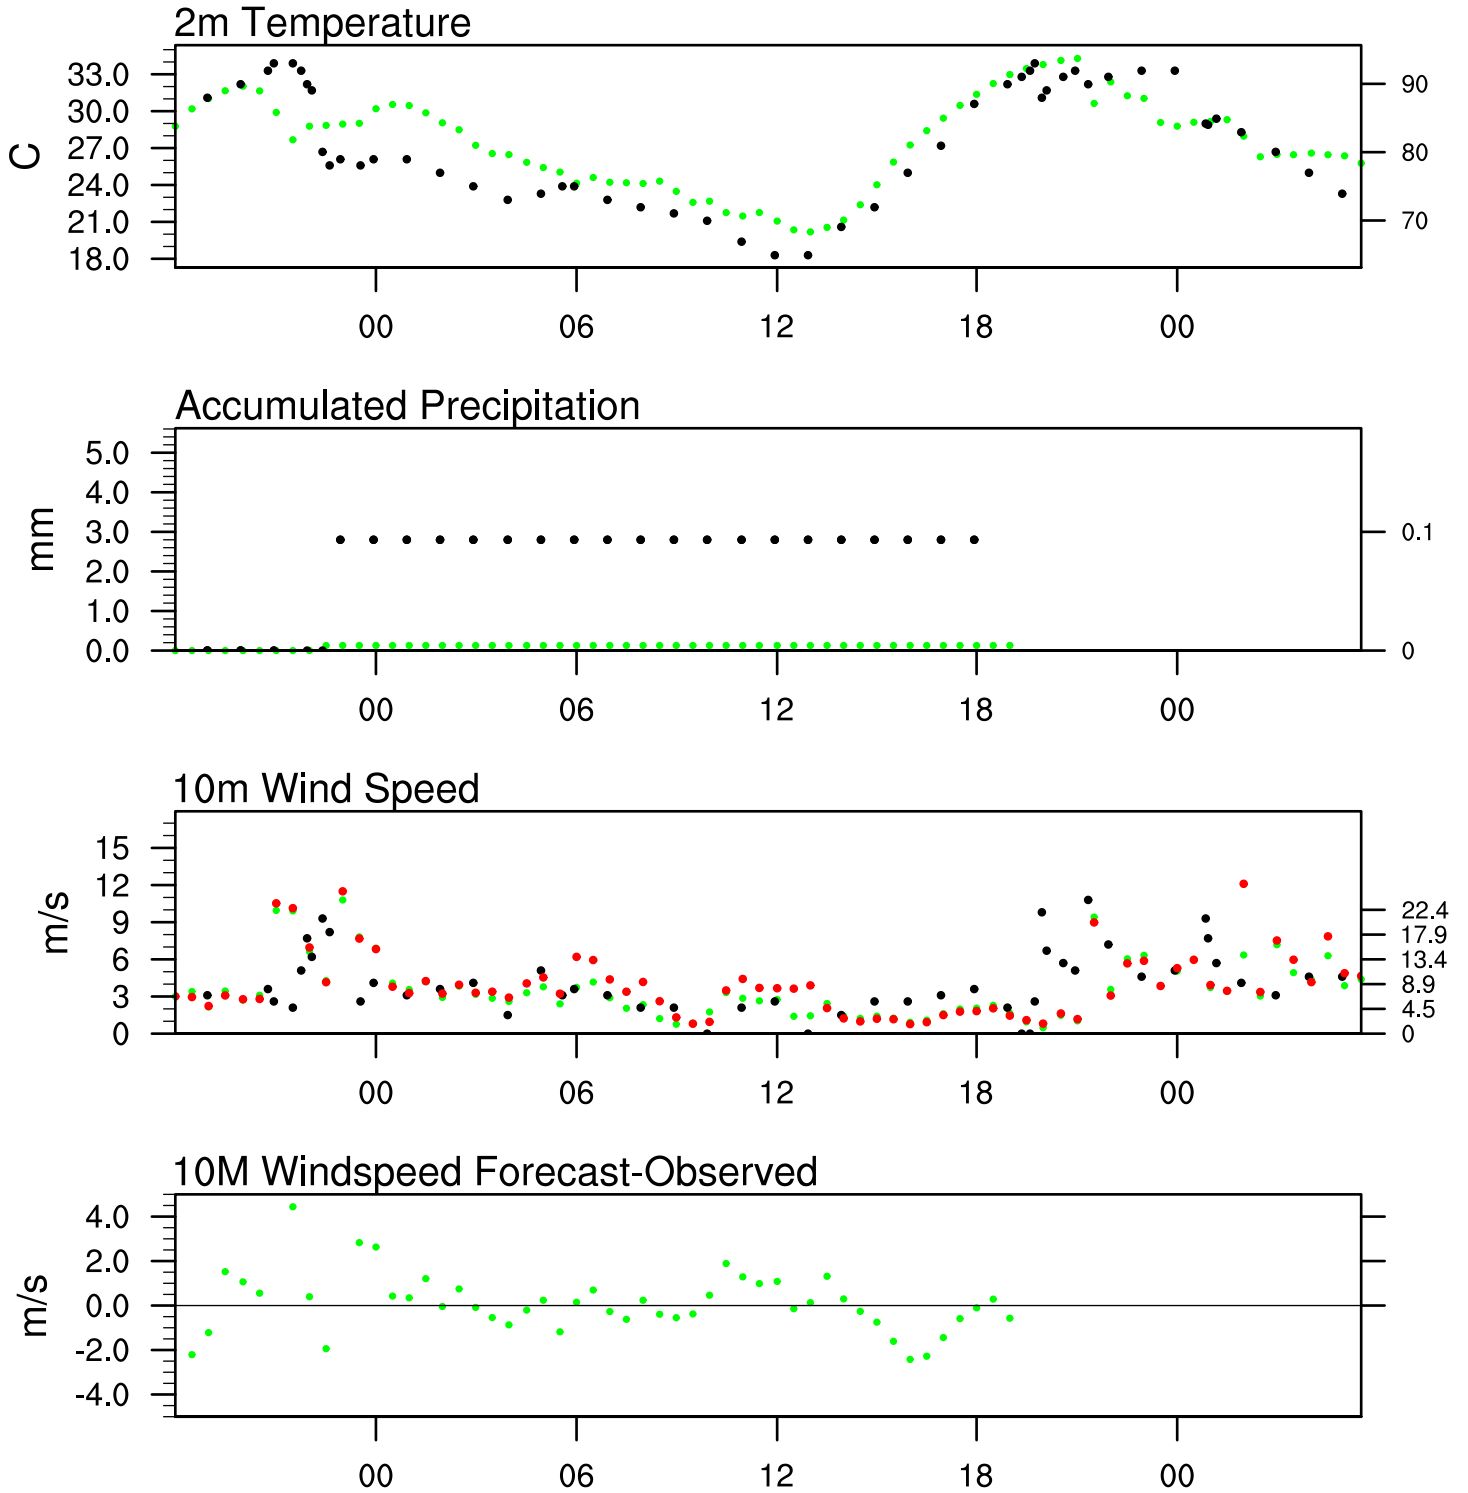 2m Temperature
C
33.0
30.0
27.0
24.0
21.0
18.0
90
80
70
00 06 12 18 00
Accumulated Precipitation
mm
5.0
4.0
3.0
2.0
1.0
0.0
0.1
0
00 06 12 18 00
10m Wind Speed
m/s
15
12
9
6
3
0
22.4
17.9
13.4
8.9
4.5
0
00 06 12 18 00
10M Windspeed Forecast-Observed
m/s
4.0
2.0
0.0
-2.0
-4.0
00 06 12 18 00